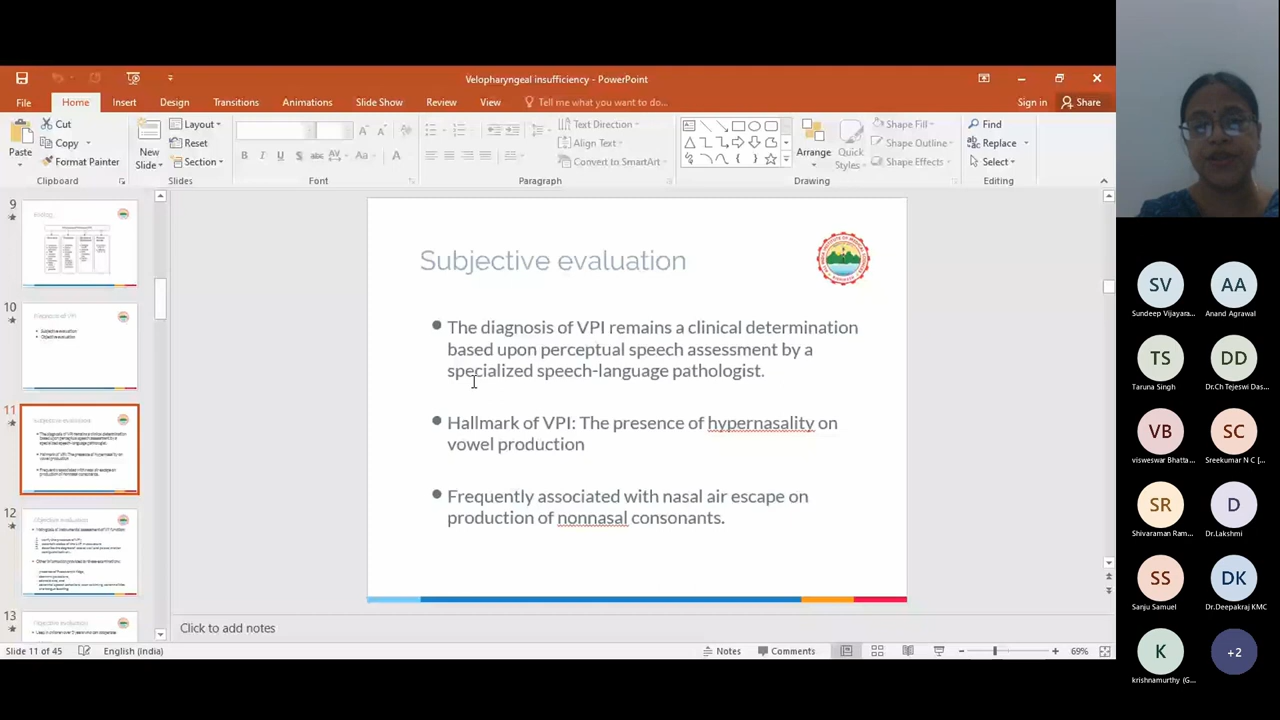 Velopharyngeal insufficiency - PowerPoint
File Home Insert Design Transitions Animations Slide Show Review View Tell me what you want to do... Sign in Share
Paste
Cut
Copy
Format Painter
Clipboard
New Slide
Layout
Reset
Section
Slides
Font
Text Direction
Align Text
Convert to SmartArt
Paragraph
Arrange
Quick Styles
Shape Fill
Shape Outline
Shape Effects
Drawing
Find
Replace
Select
Editing
9
10
11
12
13
Subjective evaluation
The diagnosis of VPI remains a clinical determination
based upon perceptual speech assessment by a
specialized speech-language pathologist.
Hallmark of VPI: The presence of hypernasality on
vowel production
Frequently associated with nasal air escape on
production of nonnasal consonants.
Click to add notes
Slide 11 of 45 English (India) Notes Comments 69%
SV AA
Sundeep Vijayara... Anand Agrawal
TS DD
Taruna Singh Dr.Ch Tejeswi Das...
VB SC
visweswar Bhatta... Sreekumar N C (...
SR D
Shivaraman Ram... Dr.Lakshmi
SS DK
Sanju Samuel Dr.Deepakraj KMC
K +2
krishnamurthy (G...